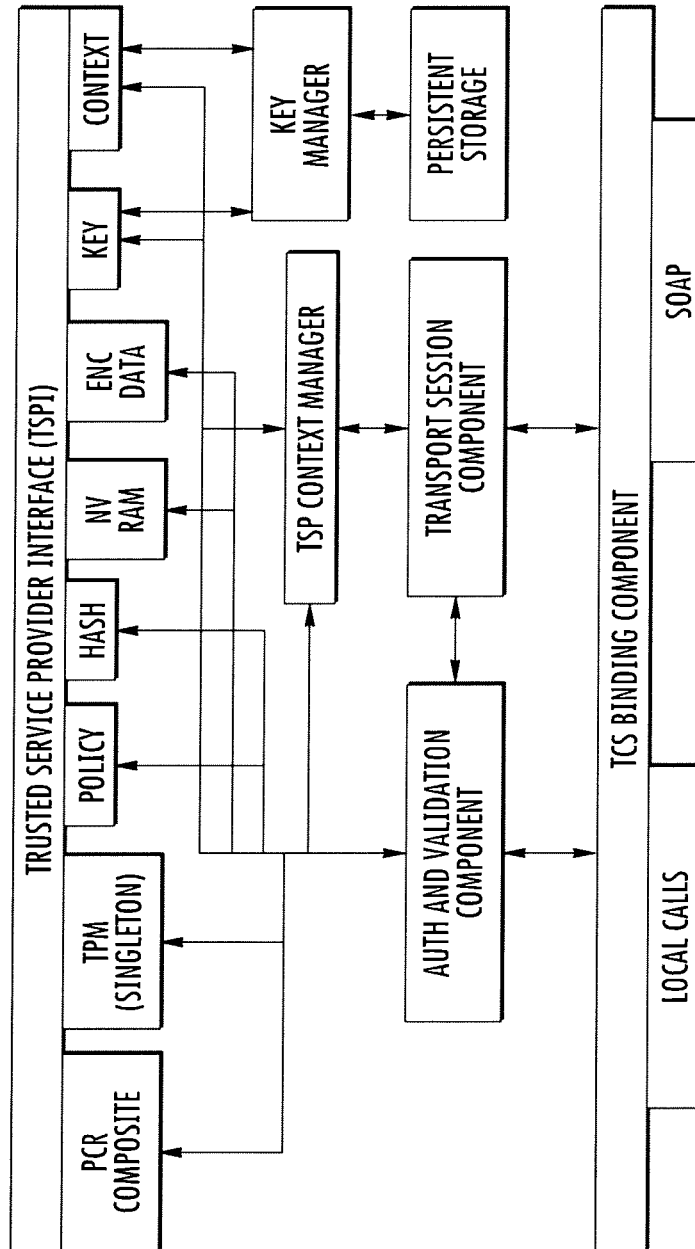 TRUSTED SERVICE PROVIDER INTERFACE (TSPI)
PCR
COMPOSITE
TPM
(SINGLETON)
POLICY
HASH
NV
RAM
ENC
DATA
KEY
CONTEXT
TSP CONTEXT MANAGER
KEY
MANAGER
AUTH AND VALIDATION
COMPONENT
TRANSPORT SESSION
COMPONENT
PERSISTENT
STORAGE
TCS BINDING COMPONENT
LOCAL CALLS
SOAP